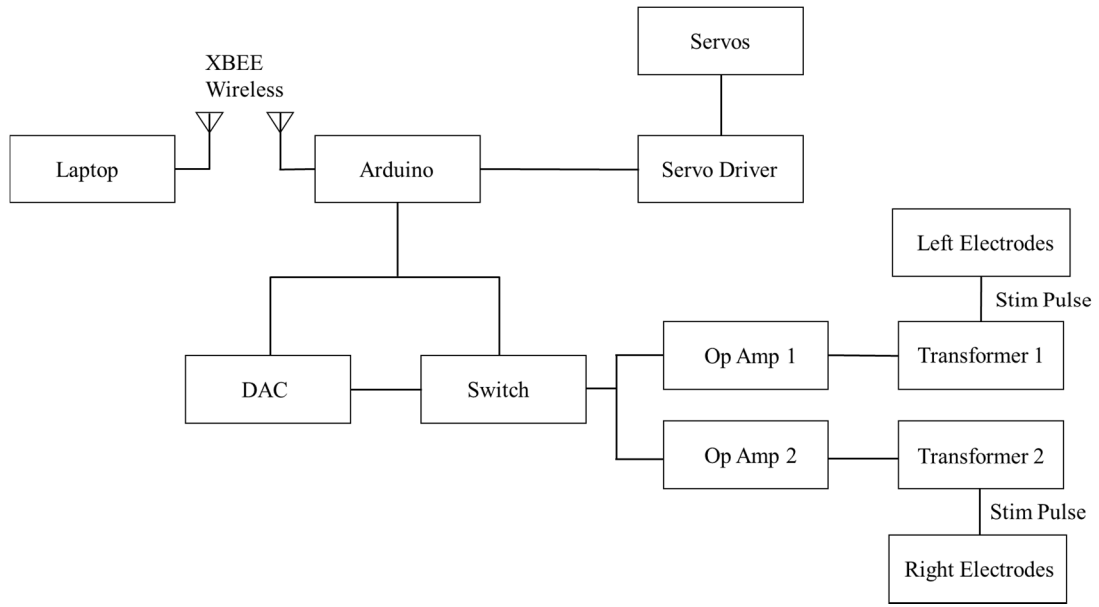 Servos
XBEE
Wireless
Laptop
Arduino
Servo Driver
Left Electrodes
Stim Pulse
DAC
Switch
Op Amp 1
Transformer 1
Op Amp 2
Transformer 2
Stim Pulse
Right Electrodes